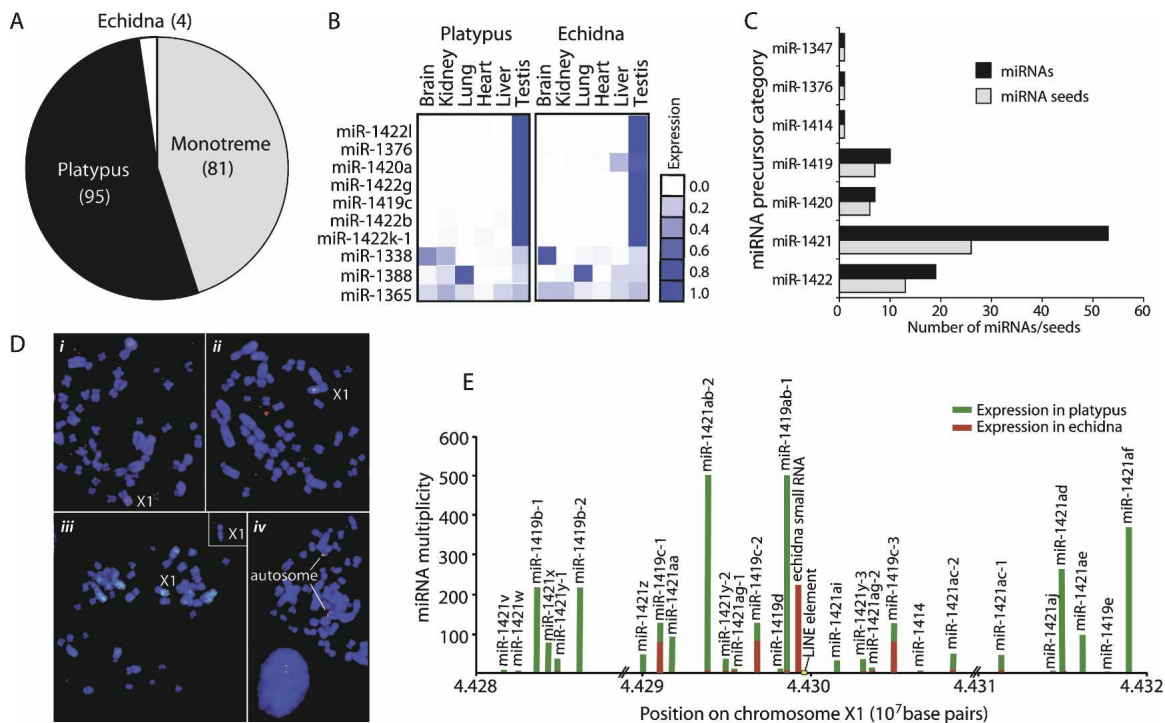 A
Echidna (4)
Platypus
(95)
Monotreme
(81)
B
Platypus
Echidna
Brain
Kidney
Lung
Heart
Liver
Testis
Brain
Kidney
Lung
Heart
Liver
Testis
miR-1422l
miR-1376
miR-1420a
miR-1422g
miR-1419c
miR-1422b
miR-1422k-1
miR-1338
miR-1388
miR-1365
Expression
0.0
0.2
0.4
0.6
0.8
1.0
C
miRNA precursor category
miR-1347
miR-1376
miR-1414
miR-1419
miR-1420
miR-1421
miR-1422
miRNAs
miRNA seeds
0
10
20
30
40
50
60
Number of miRNAs/seeds
D
i
X1
ii
X1
iii
X1
X1
iv
autosome
E
Expression in platypus
Expression in echidna
miRNA multiplicity
600
500
400
300
200
100
miR-1421v
miR-1421w
miR-1419b-1
miR-1421x
miR-1421y-1
miR-1419b-2
miR-1421z
miR-1419c-1
miR-1421aa
miR-1421ab-2
miR-1421y-2
miR-1421ag-1
miR-1419c-2
miR-1419d
miR-1419ab-1
echidna small RNA
LINE element
miR-1421ai
miR-1421y-3
miR-1421ag-2
miR-1419c-3
miR-1414
miR-1421ac-2
miR-1421ac-1
miR-1421aj
miR-1421ad
miR-1421ae
miR-1419e
miR-1421af
4.428
4.429
4.430
4.431
4.432
Position on chromosome X1 (10⁷ base pairs)